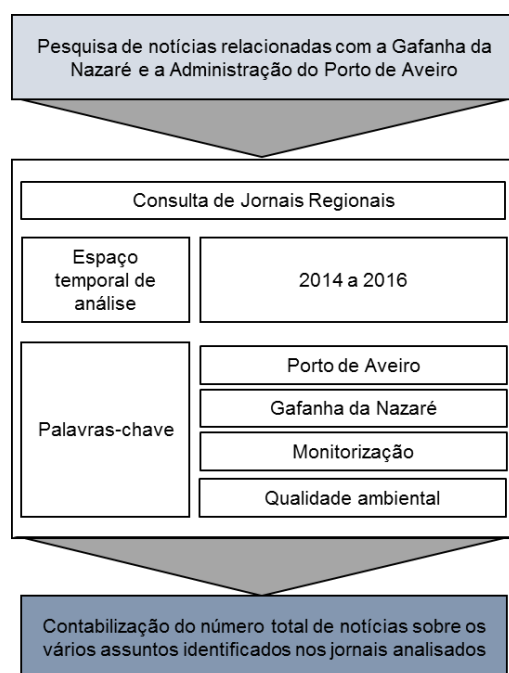 Pesquisa de notícias relacionadas com a Gafanha da
Nazaré e a Administração do Porto de Aveiro
Consulta de Jornais Regionais
Espaço
temporal de
análise
2014 a 2016
Palavras-chave
Porto de Aveiro
Gafanha da Nazaré
Monitorização
Qualidade ambiental
Contabilização do número total de notícias sobre os
vários assuntos identificados nos jornais analisados